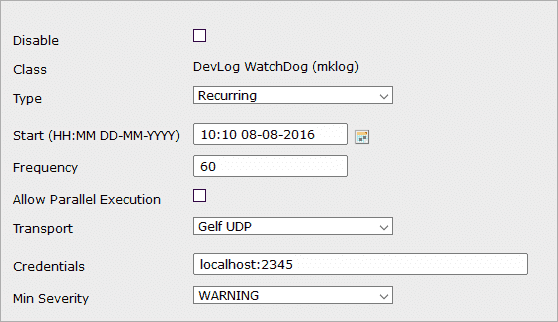 Disable
Class DevLog WatchDog (mklog)
Type Recurring
Start (HH:MM DD-MM-YYYY) 10:10 08-08-2016
Frequency 60
Allow Parallel Execution
Transport Gelf UDP
Credentials localhost:2345
Min Severity WARNING